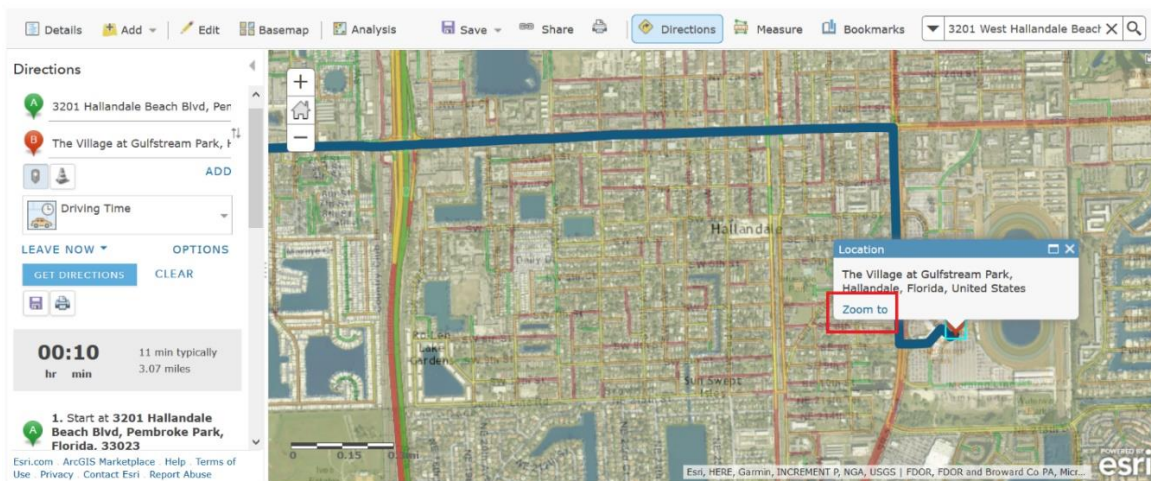 Details Add Edit Basemap Analysis Save Share Directions Measure Bookmarks 3201 West Hallandale Beach
Directions
A 3201 Hallandale Beach Blvd, Pem
B The Village at Gulfstream Park, H
ADD
Driving Time
LEAVE NOW OPTIONS
GET DIRECTIONS CLEAR
00:10 11 min typically
hr min 3.07 miles
A 1. Start at 3201 Hallandale
Beach Blvd, Pembroke Park,
Florida, 33023
Esri.com . ArcGIS Marketplace . Help . Terms of
Use . Privacy . Contact Esri . Report Abuse
+
−
Hallandale
Location
The Village at Gulfstream Park,
Hallandale, Florida, United States
Zoom to
Lake
Gardens
Sun Swept
Isles
0 0.15
Esri, HERE, Garmin, INCREMENT P, NGA, USGS | FDOR, FDOR and Broward Co PA, Micr...
POWERED BY
esri